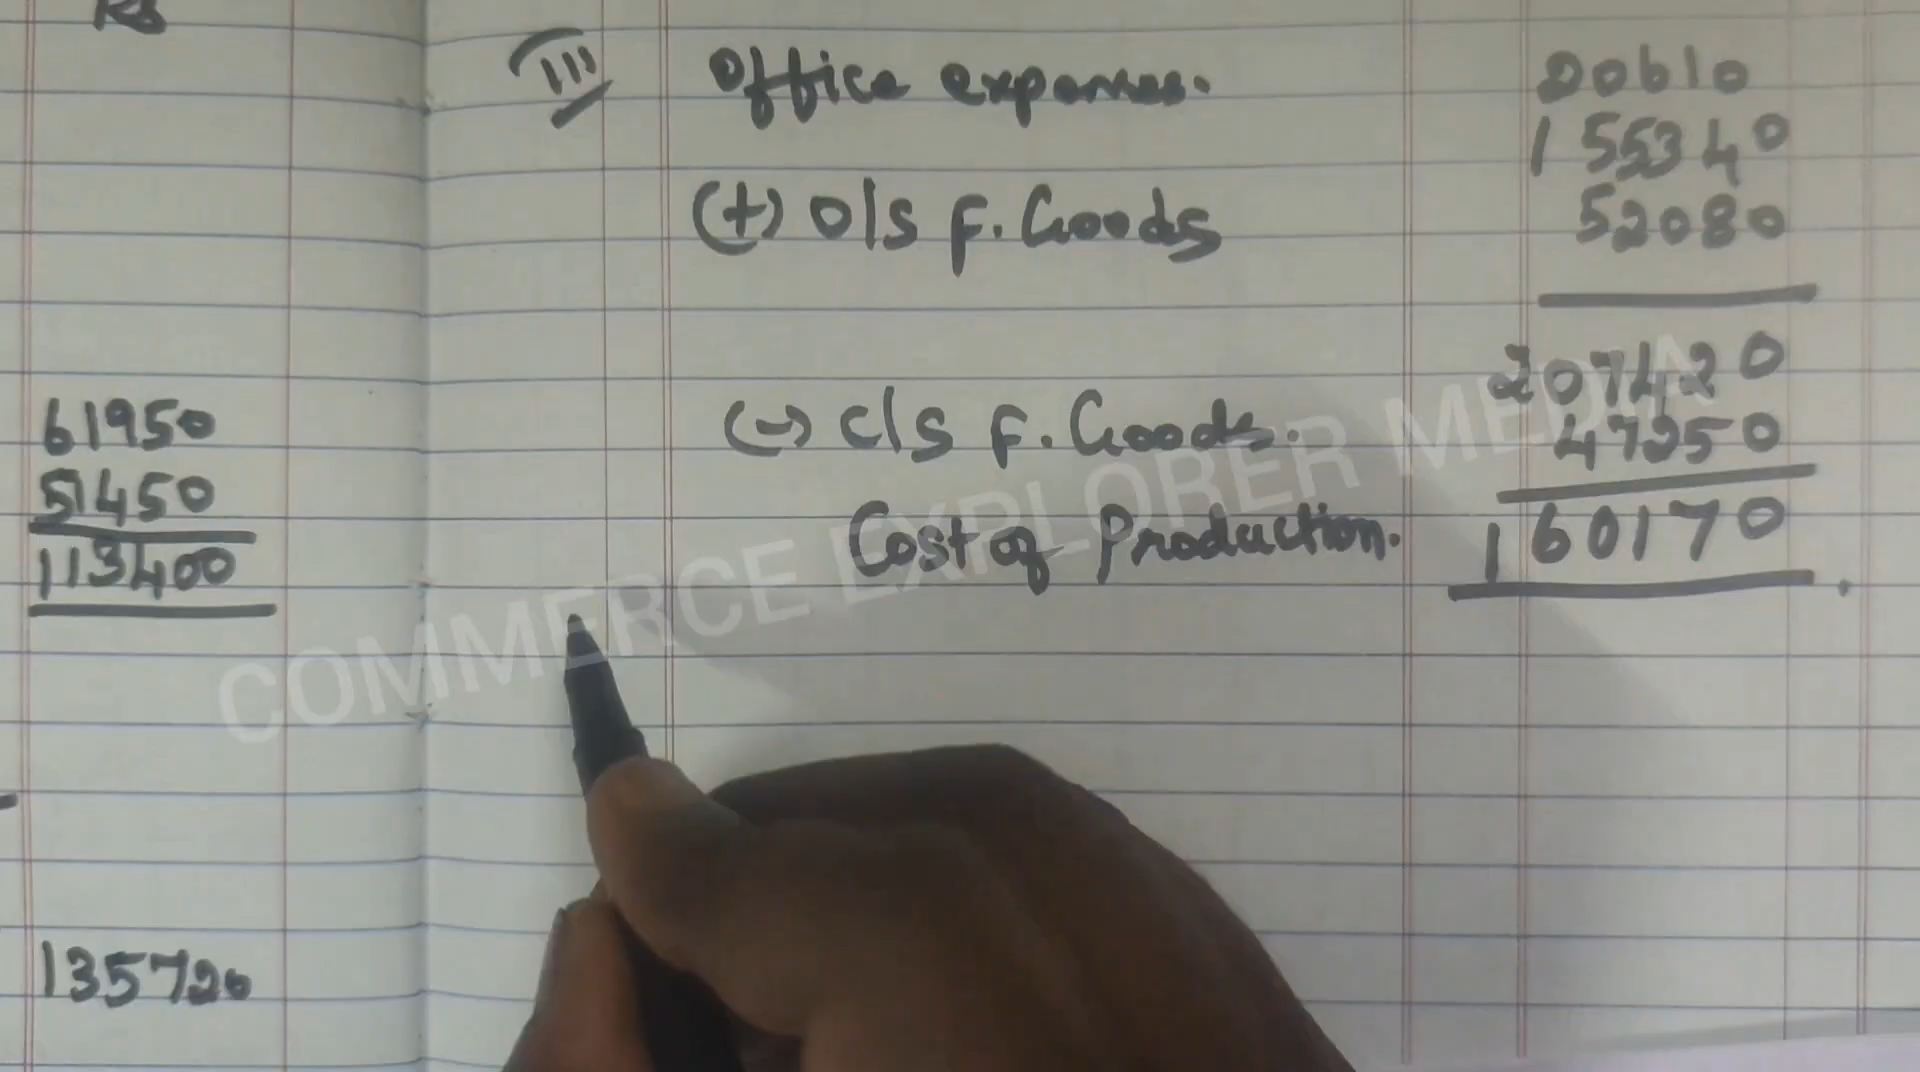 Rs
III Office expenses. 20610
155340
(+) O/S F. Goods 52080
207420
61950
(-) C/S F. Goods. 47250
51450
Cost of Production. 160170
113400
135720
COMMERCE EXPLORER MEDIA